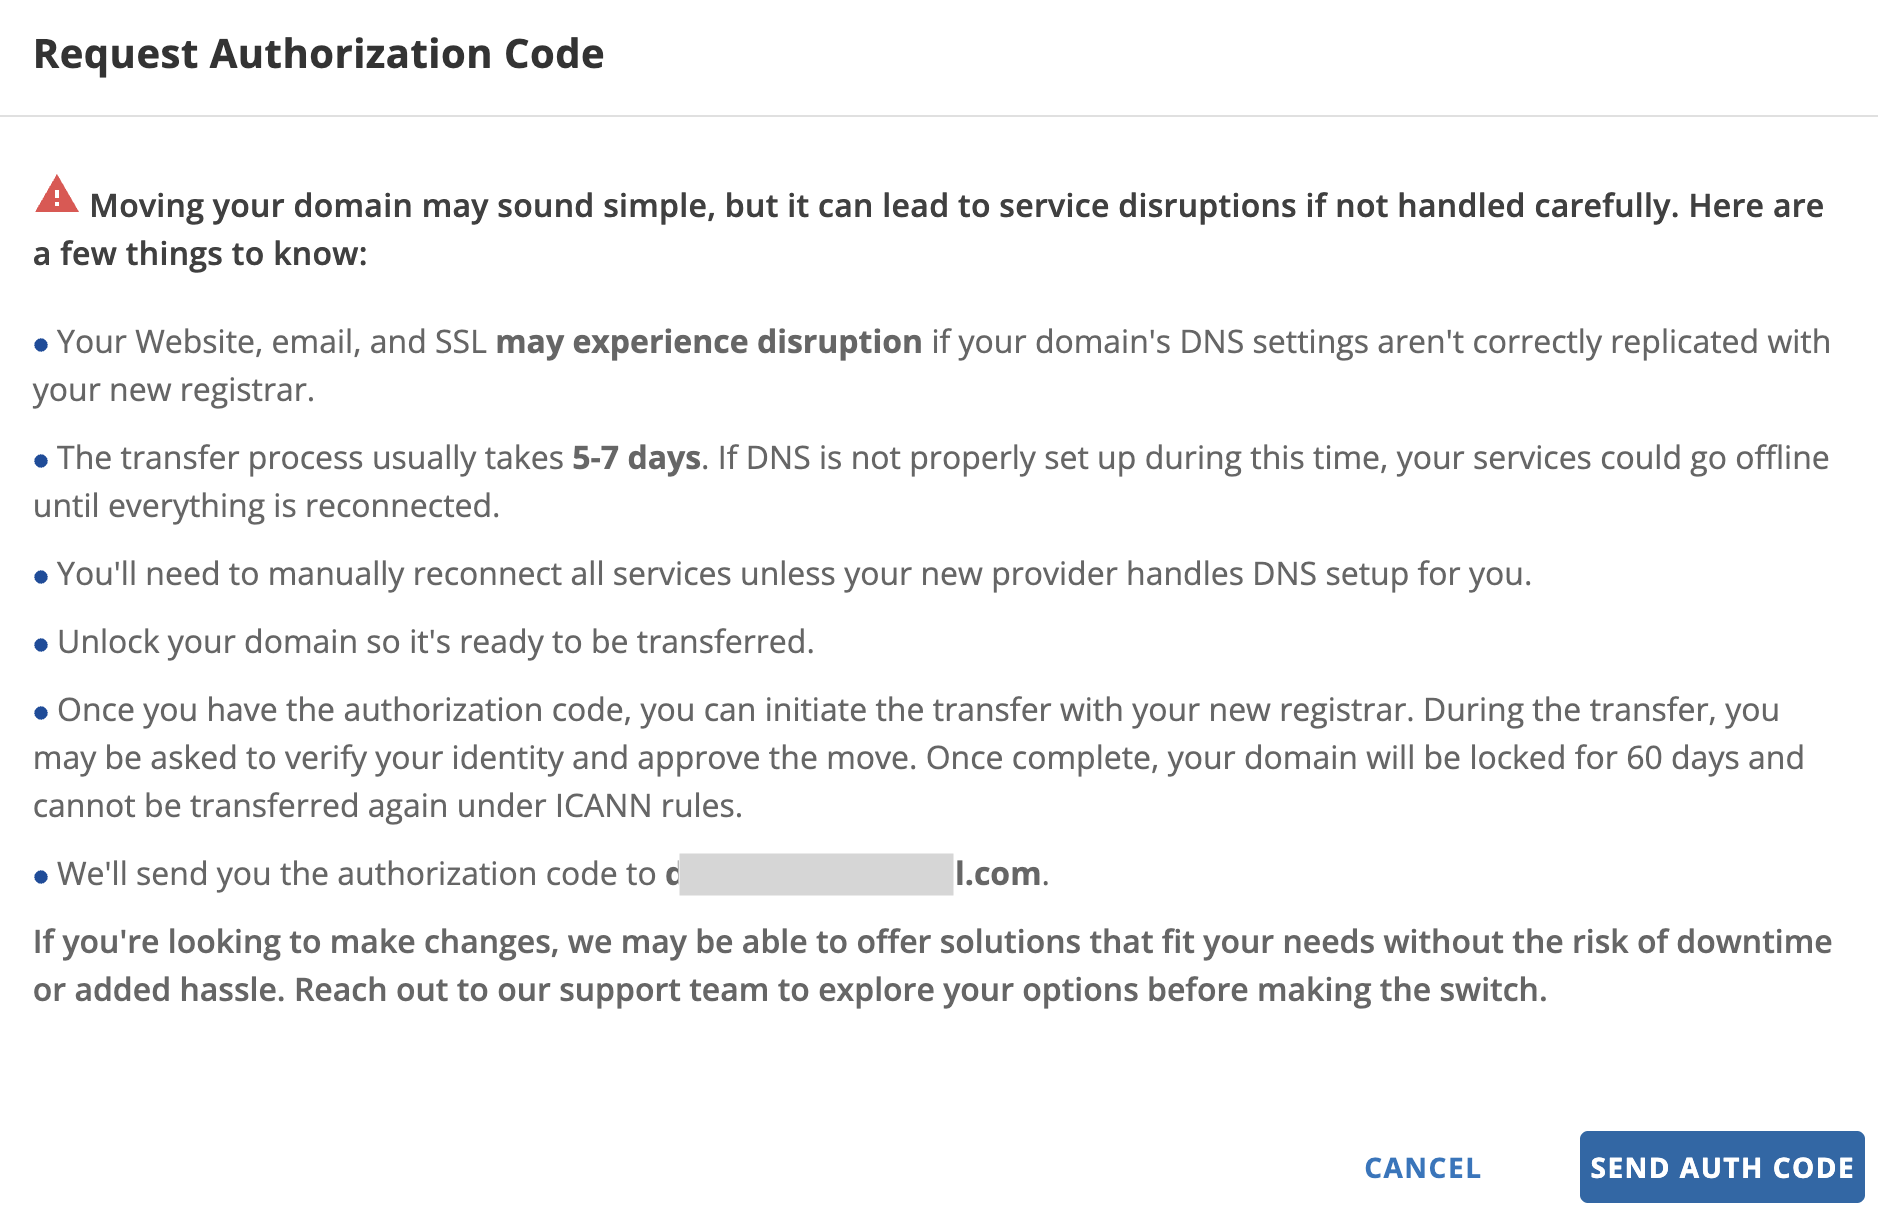 Request Authorization Code
Moving your domain may sound simple, but it can lead to service disruptions if not handled carefully. Here are
a few things to know:
• Your Website, email, and SSL may experience disruption if your domain's DNS settings aren't correctly replicated with
your new registrar.
• The transfer process usually takes 5-7 days. If DNS is not properly set up during this time, your services could go offline
until everything is reconnected.
• You'll need to manually reconnect all services unless your new provider handles DNS setup for you.
• Unlock your domain so it's ready to be transferred.
• Once you have the authorization code, you can initiate the transfer with your new registrar. During the transfer, you
may be asked to verify your identity and approve the move. Once complete, your domain will be locked for 60 days and
cannot be transferred again under ICANN rules.
• We'll send you the authorization code to d l.com.
If you're looking to make changes, we may be able to offer solutions that fit your needs without the risk of downtime
or added hassle. Reach out to our support team to explore your options before making the switch.
CANCEL SEND AUTH CODE